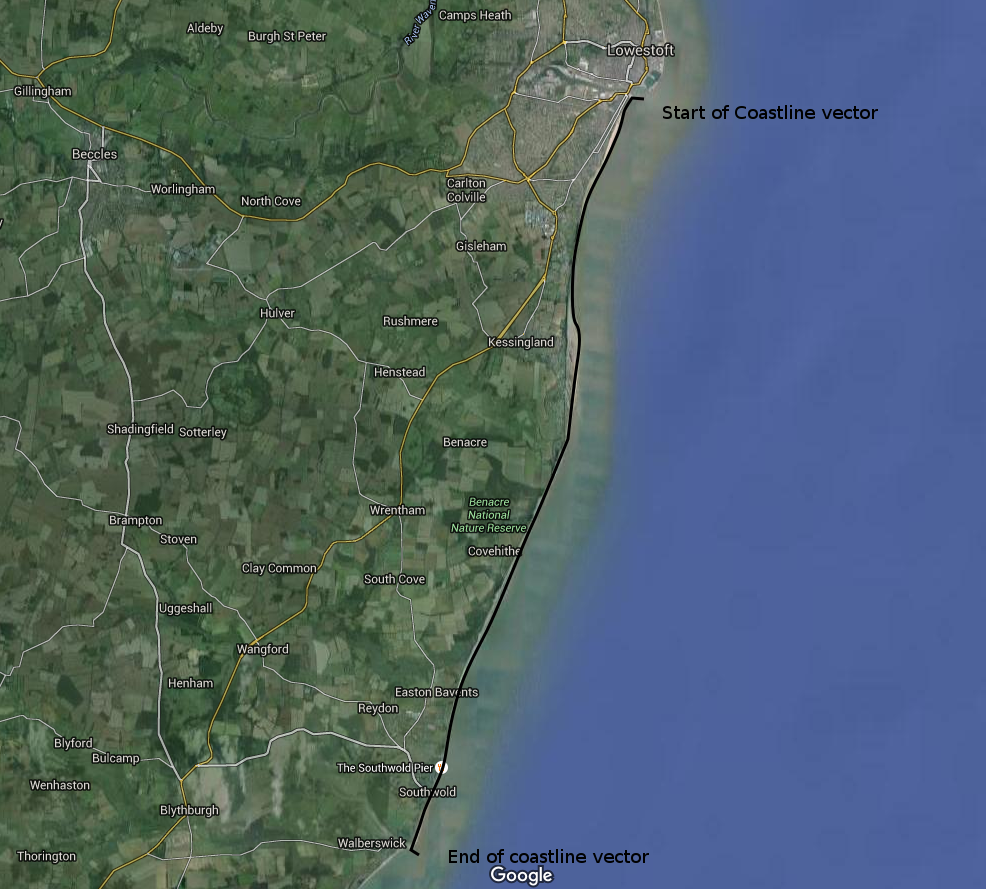 Camps Heath
River Waveney
Aldeby
Burgh St Peter
Lowestoft
Gillingham
Start of Coastline vector
Beccles
Worlingham
Carlton
Colville
North Cove
Gisleham
Hulver
Rushmere
Kessingland
Henstead
Shadingfield
Sotterley
Benacre
Benacre
National
Nature Reserve
Wrentham
Brampton
Stoven
Covehithe
Clay Common
South Cove
Uggeshall
Wangford
Henham
Easton Bavents
Reydon
Blyford
Bulcamp
The Southwold Pier
Wenhaston
Southwold
Blythburgh
Walberswick
Thorington
End of coastline vector
Google